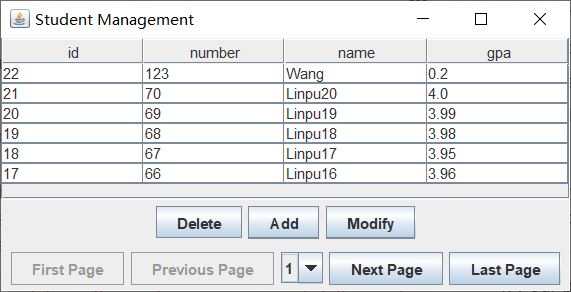 Student Management
id number name gpa
22 123 Wang 0.2
21 70 Linpu20 4.0
20 69 Linpu19 3.99
19 68 Linpu18 3.98
18 67 Linpu17 3.95
17 66 Linpu16 3.96
Delete Add Modify
First Page Previous Page 1 Next Page Last Page